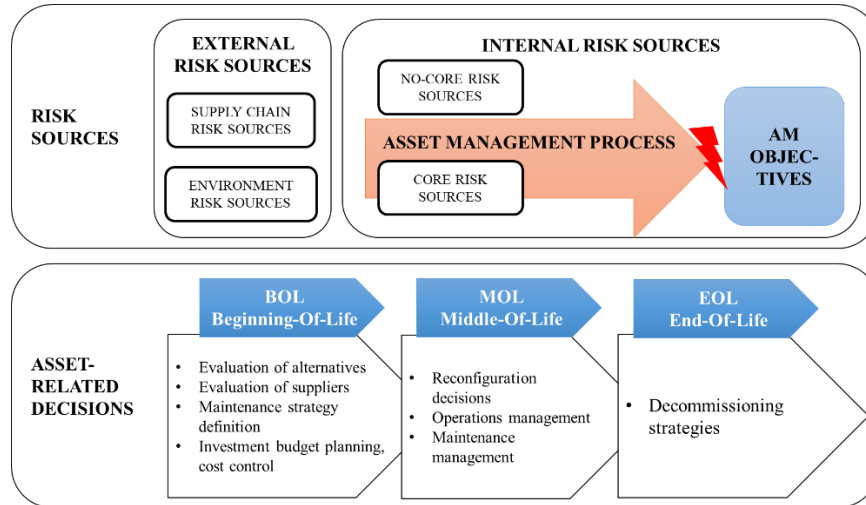 RISK
SOURCES
EXTERNAL
RISK SOURCES
SUPPLY CHAIN
RISK SOURCES
ENVIRONMENT
RISK SOURCES
INTERNAL RISK SOURCES
NO-CORE RISK
SOURCES
ASSET MANAGEMENT PROCESS
CORE RISK
SOURCES
AM
OBJEC-
TIVES
ASSET-
RELATED
DECISIONS
BOL
Beginning-Of-Life
• Evaluation of alternatives
• Evaluation of suppliers
• Maintenance strategy
definition
• Investment budget planning,
cost control
MOL
Middle-Of-Life
• Reconfiguration
decisions
• Operations management
• Maintenance
management
EOL
End-Of-Life
• Decommissioning
strategies